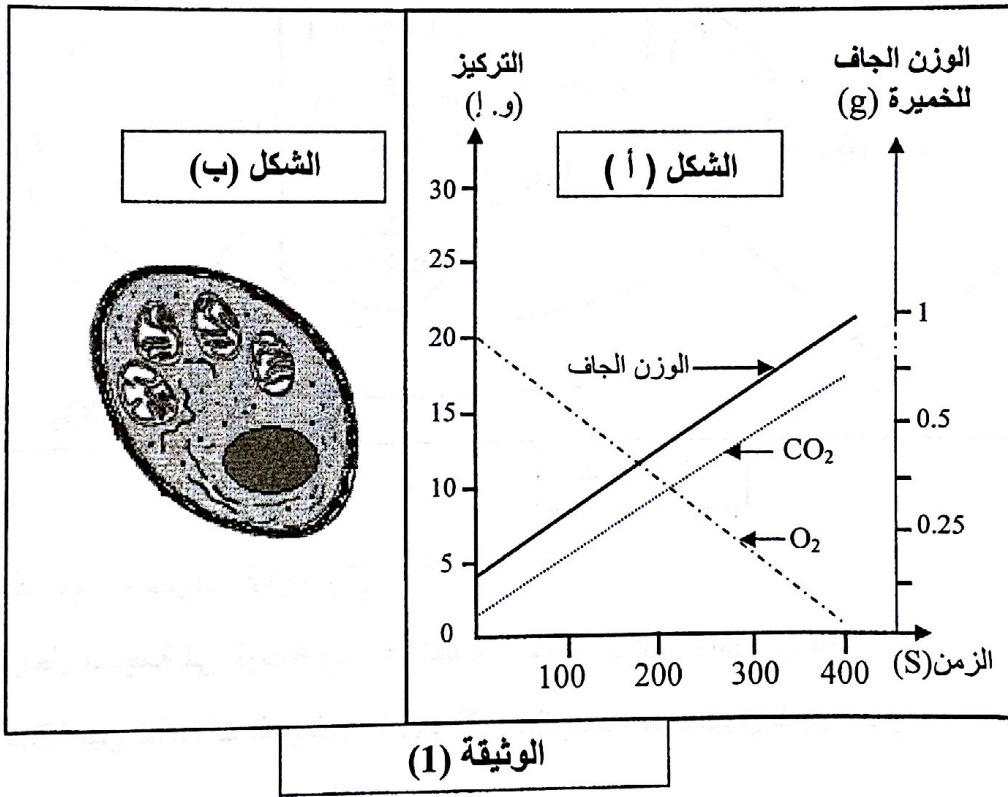 الوزن الجاف
للخميرة (g)
التركيز
(و. إ)
الشكل ( أ )
الشكل (ب)
30
25
20
15
10
5
0
1
0.5
0.25
الوزن الجاف
CO₂
O₂
100 200 300 400
الزمن(S)
الوثيقة (1)